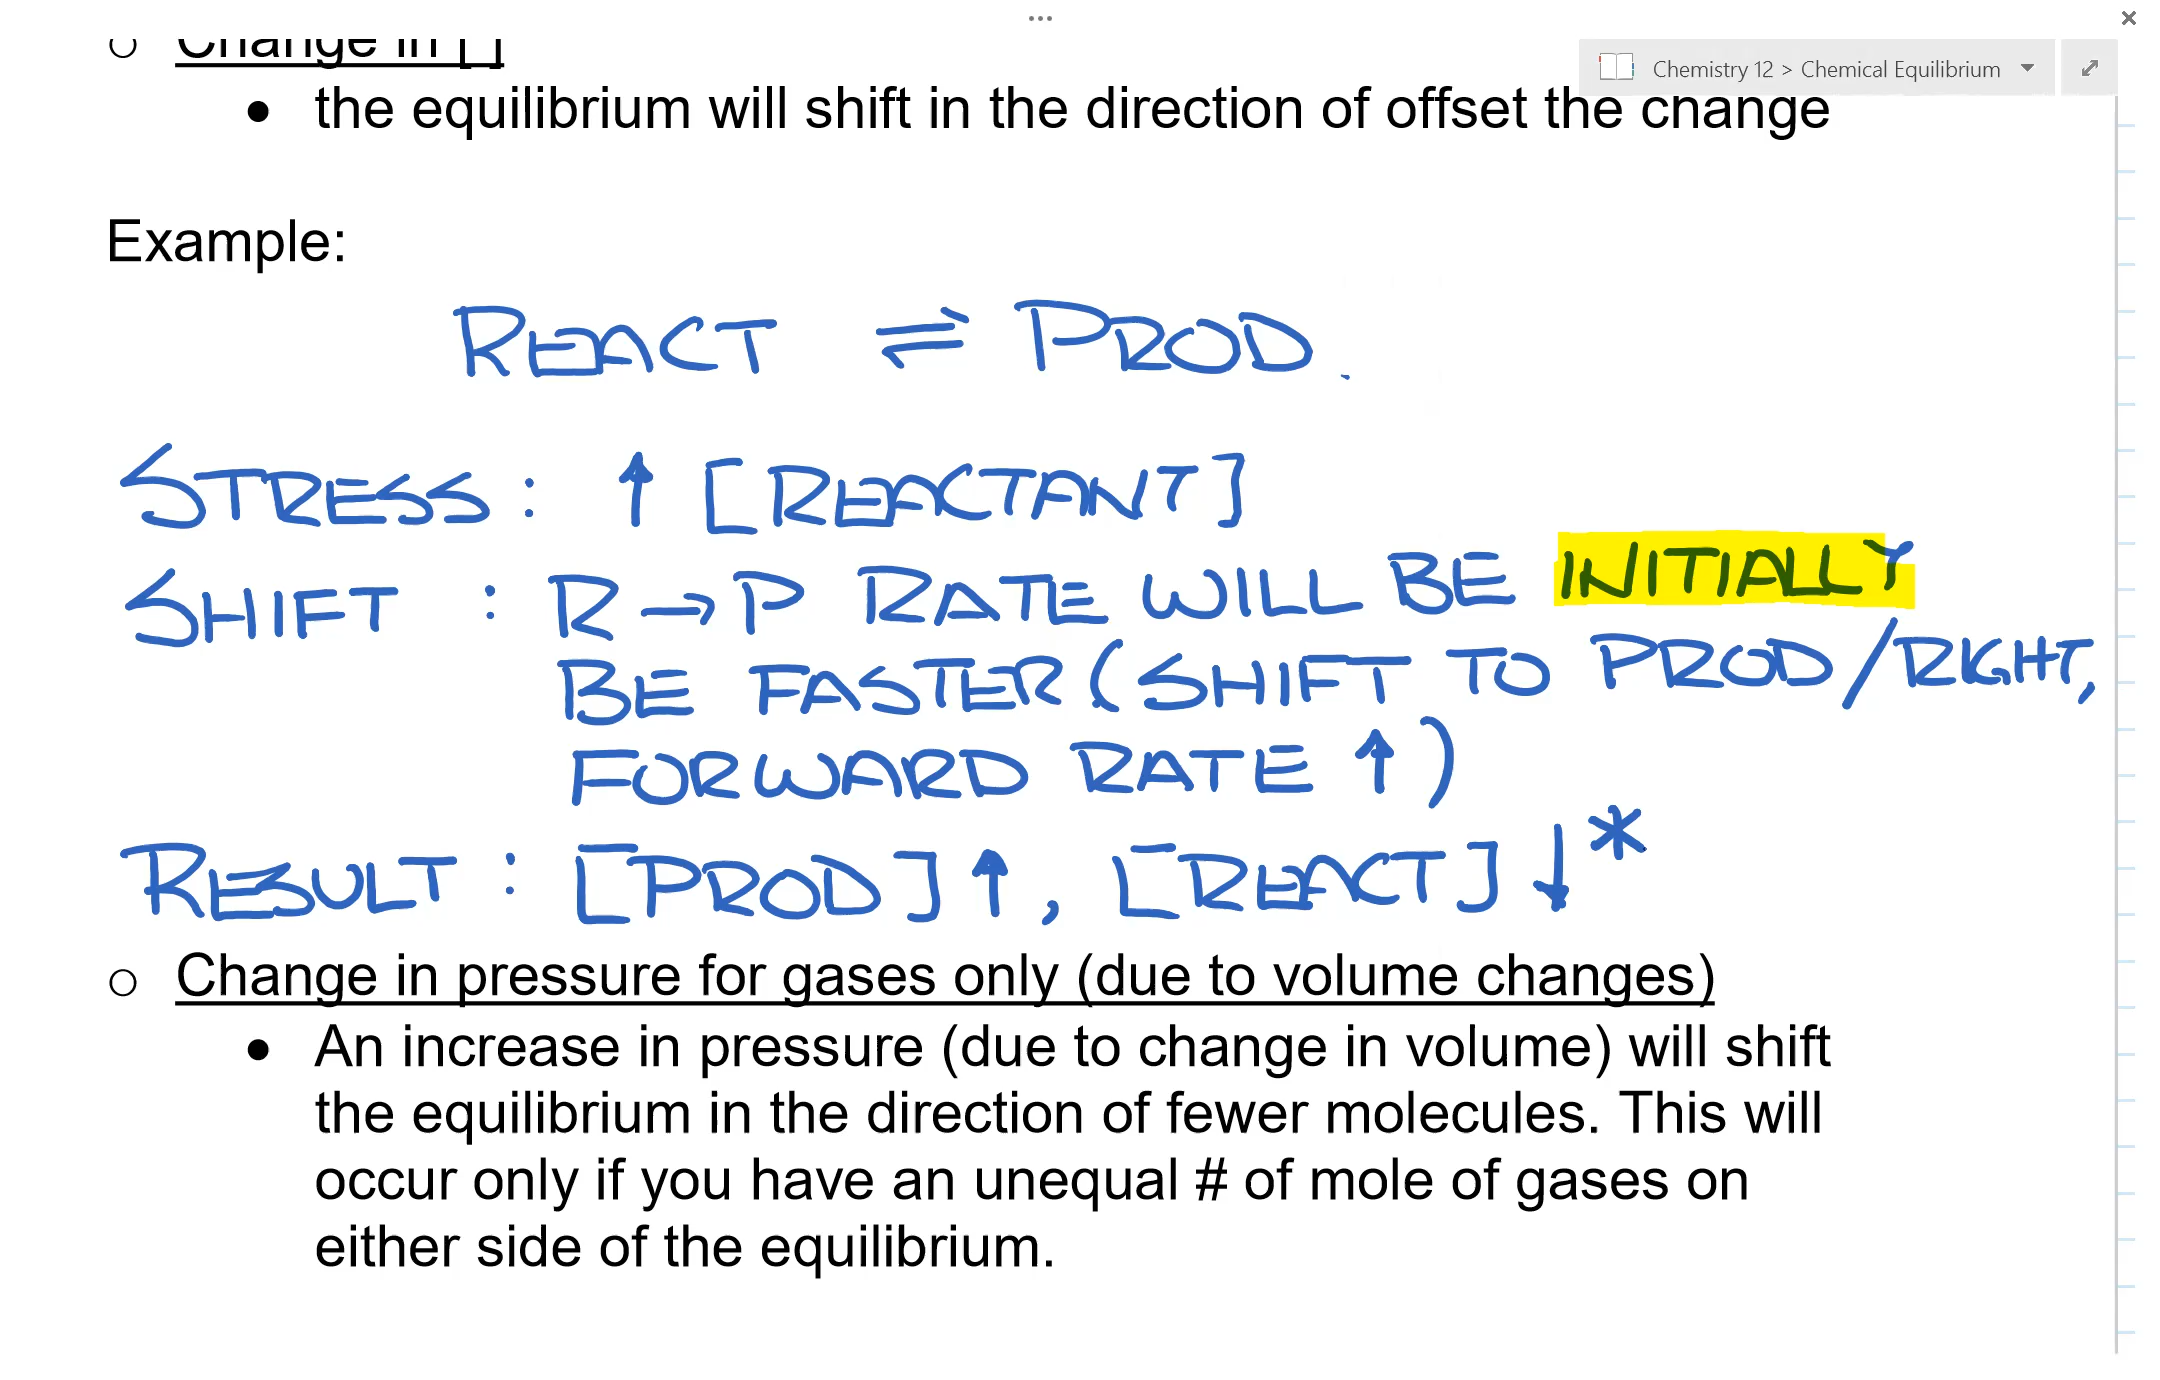 ...
×
○ Change in [ ]
Chemistry 12 > Chemical Equilibrium
● the equilibrium will shift in the direction of offset the change
Example:
REACT ⇌ PROD.
STRESS: ↑ [REACTANT]
SHIFT : R→P RATE WILL BE INITIALLY
BE FASTER (SHIFT TO PROD/RIGHT,
FORWARD RATE ↑)
RESULT: [PROD]↑, [REACT]↓*
○ Change in pressure for gases only (due to volume changes)
● An increase in pressure (due to change in volume) will shift
the equilibrium in the direction of fewer molecules. This will
occur only if you have an unequal # of mole of gases on
either side of the equilibrium.